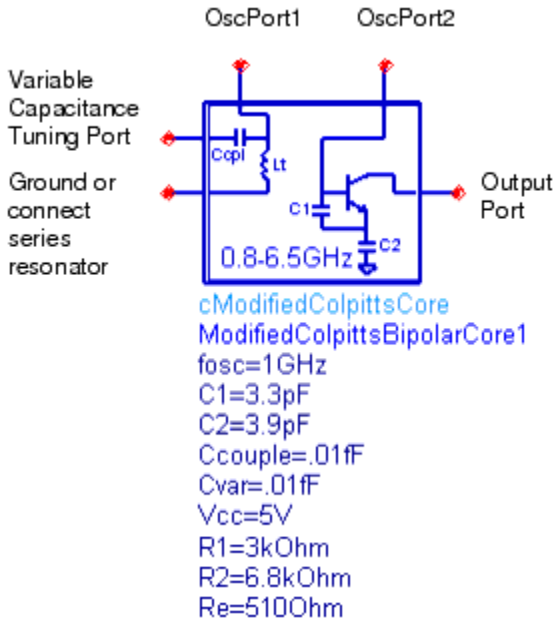 OscPort1
OscPort2
Variable
Capacitance
Tuning Port
Ccpl
Lt
Ground or
connect
series
resonator
C1
Output
Port
C2
0.8-6.5GHz
cModifiedColpittsCore
ModifiedColpittsBipolarCore1
fosc=1GHz
C1=3.3pF
C2=3.9pF
Ccouple=.01fF
Cvar=.01fF
Vcc=5V
R1=3kOhm
R2=6.8kOhm
Re=510Ohm